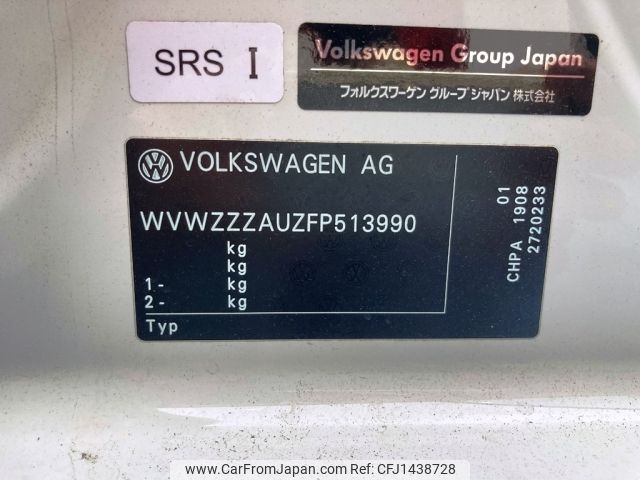 SRS I
Volkswagen Group Japan
フォルクスワーゲン グループ ジャパン 株式会社
VOLKSWAGEN AG
WVWZZZAUZFP513990
kg
kg
1- kg
2- kg
Typ
01
CHPA 1908
2720233
www.CarFromJapan.com | Stock ID: CFJ1438728